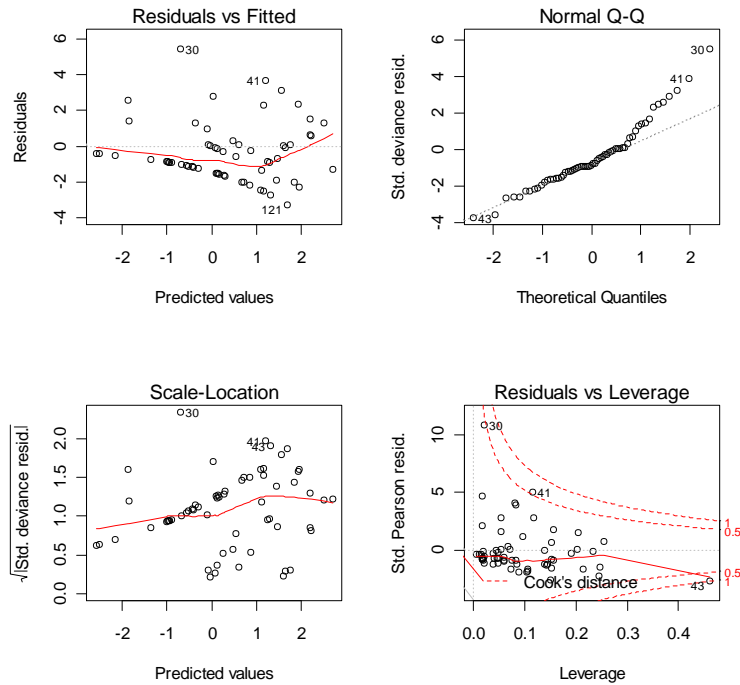 Residuals vs Fitted
Residuals
6
4
2
0
-2
-4
30
41
121
-2 -1 0 1 2
Predicted values
Normal Q-Q
Std. deviance resid.
6
4
2
0
-2
-4
30
41
43
-2 -1 0 1 2
Theoretical Quantiles
Scale-Location
√|Std. deviance resid.|
2.0
1.5
1.0
0.5
0.0
30
41
43
-2 -1 0 1 2
Predicted values
Residuals vs Leverage
Std. Pearson resid.
10
5
0
30
41
43
1
0.5
0.5
1
Cook's distance
0.0 0.1 0.2 0.3 0.4
Leverage